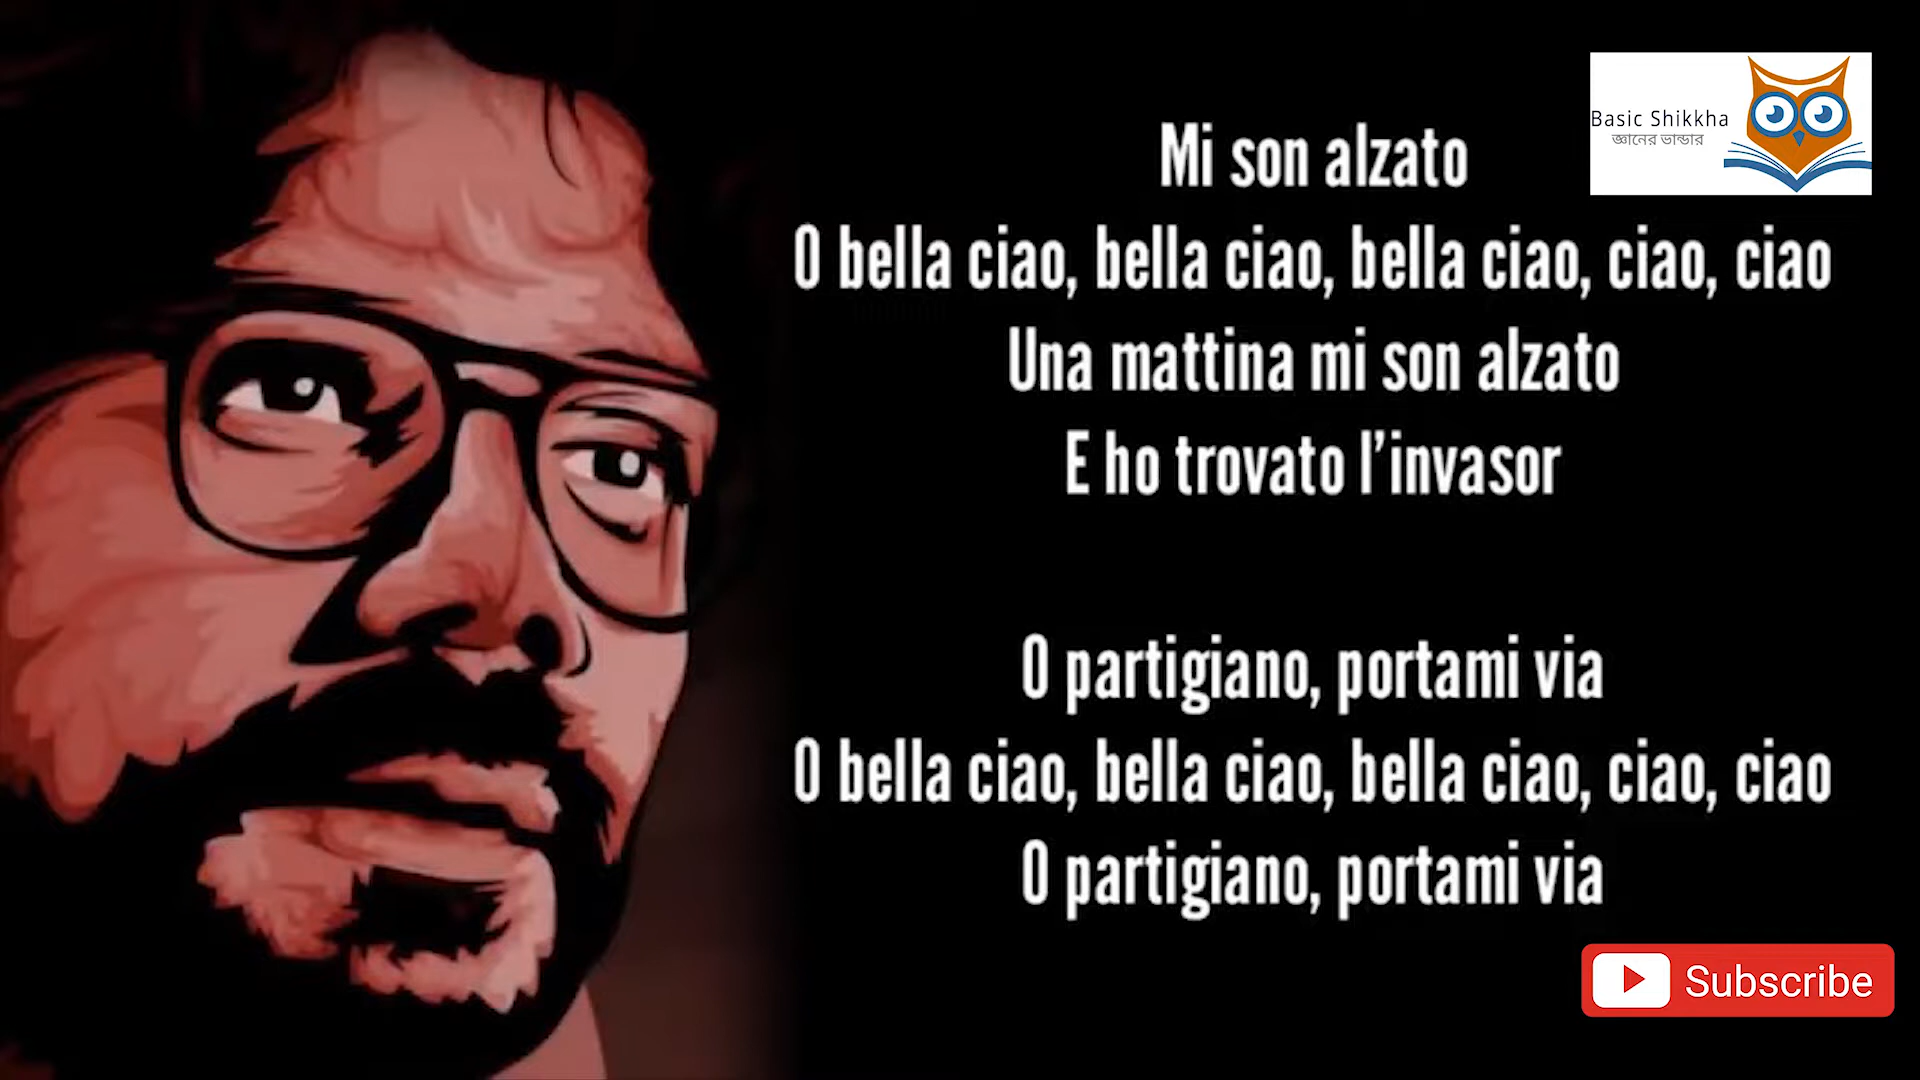 Basic Shikkha
জ্ঞানের ভান্ডার
Mi son alzato
O bella ciao, bella ciao, bella ciao, ciao, ciao
Una mattina mi son alzato
E ho trovato l'invasor
O partigiano, portami via
O bella ciao, bella ciao, bella ciao, ciao, ciao
O partigiano, portami via
Subscribe